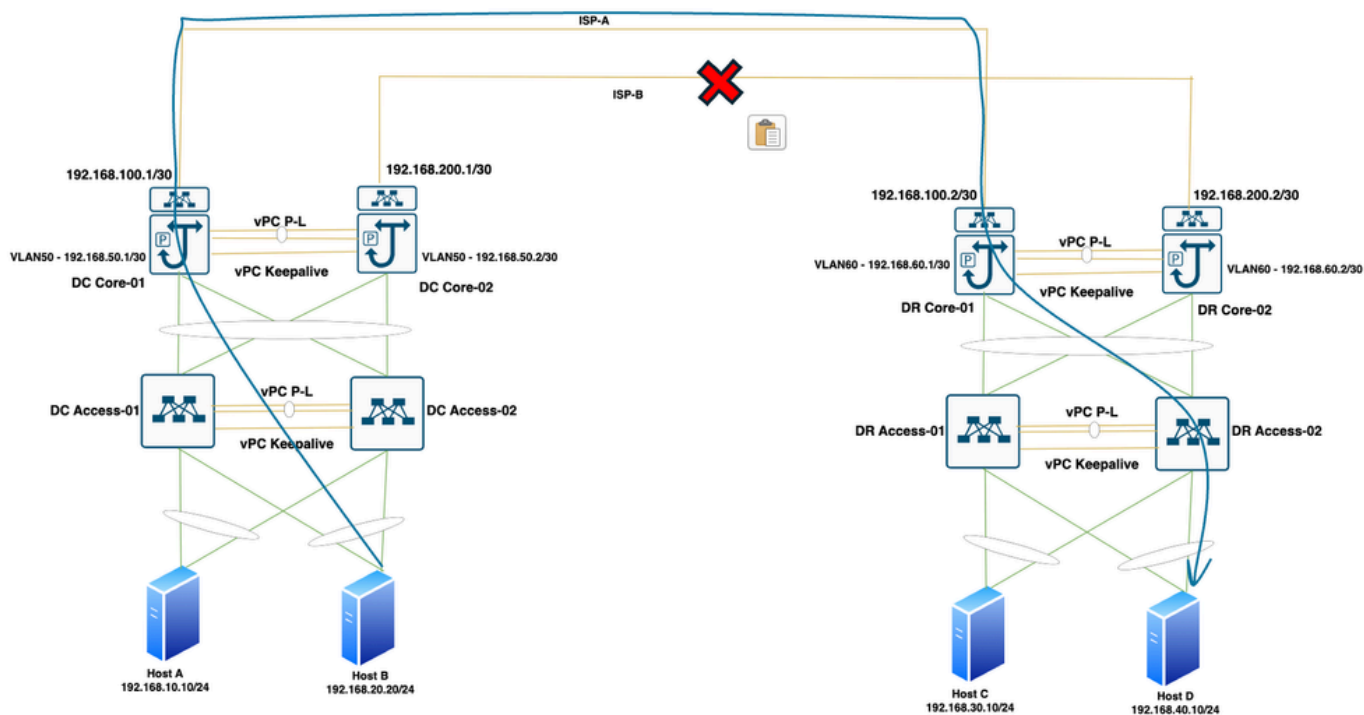 ISP-A
ISP-B
192.168.100.1/30
192.168.200.1/30
192.168.100.2/30
192.168.200.2/30
vPC P-L
P
P
VLAN50 - 192.168.50.1/30
VLAN50 - 192.168.50.2/30
vPC Keepalive
DC Core-01
DC Core-02
vPC P-L
P
P
VLAN60 - 192.168.60.1/30
VLAN60 - 192.168.60.2/30
vPC Keepalive
DR Core-01
DR Core-02
vPC P-L
DC Access-01
DC Access-02
vPC Keepalive
vPC P-L
DR Access-01
DR Access-02
vPC Keepalive
Host A
192.168.10.10/24
Host B
192.168.20.20/24
Host C
192.168.30.10/24
Host D
192.168.40.10/24